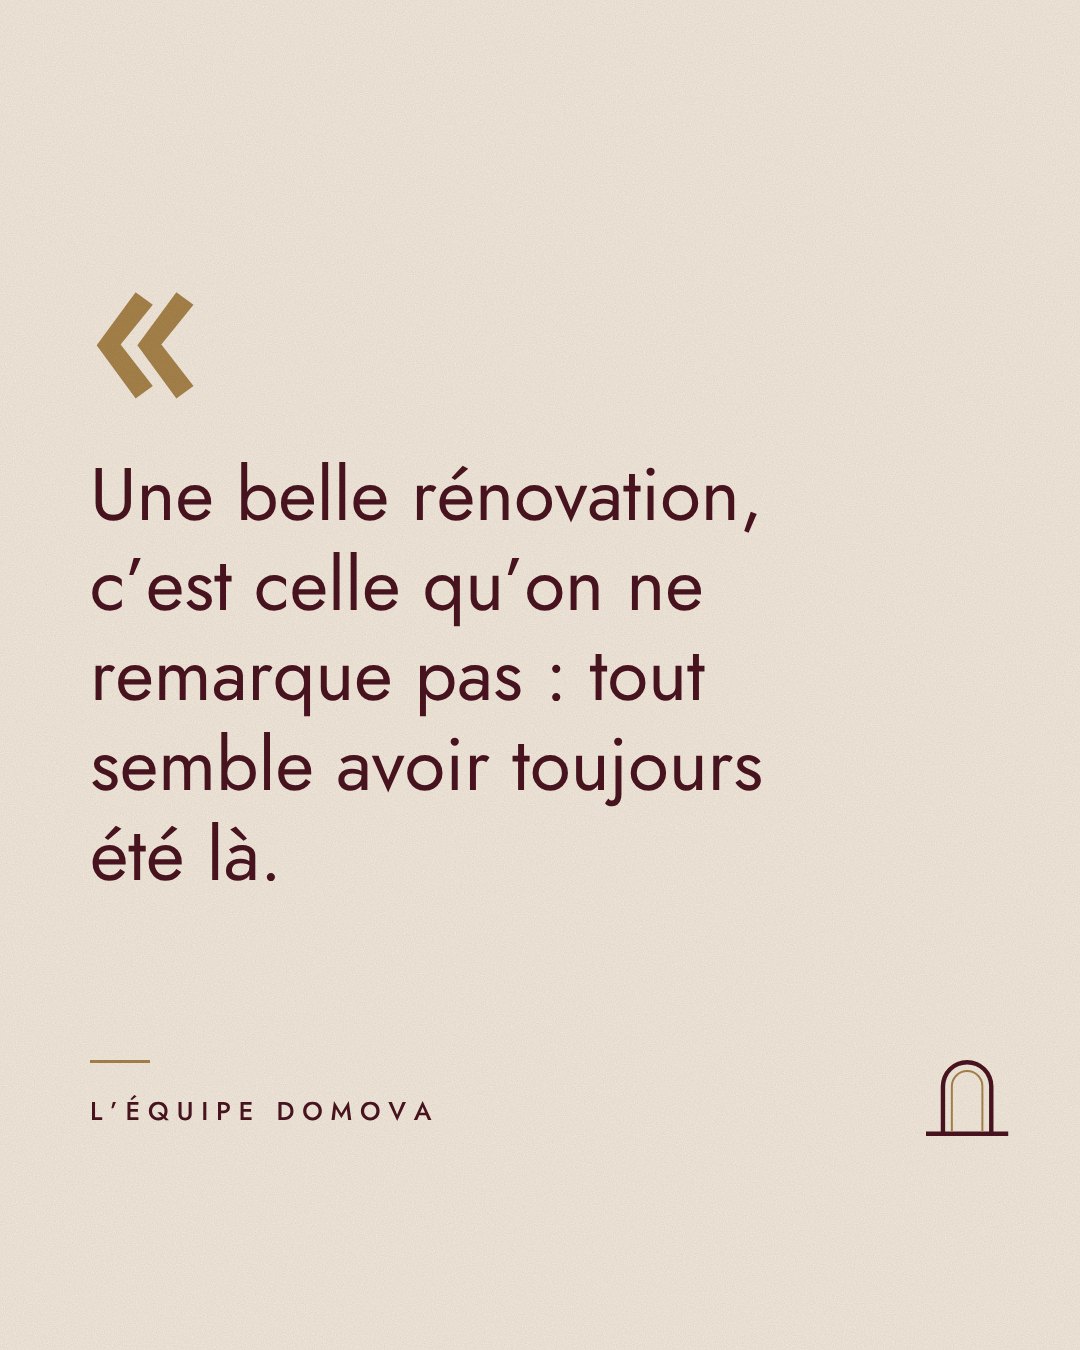 «
Une belle rénovation,
c’est celle qu’on ne
remarque pas : tout
semble avoir toujours
été là.
L’ÉQUIPE DOMOVA